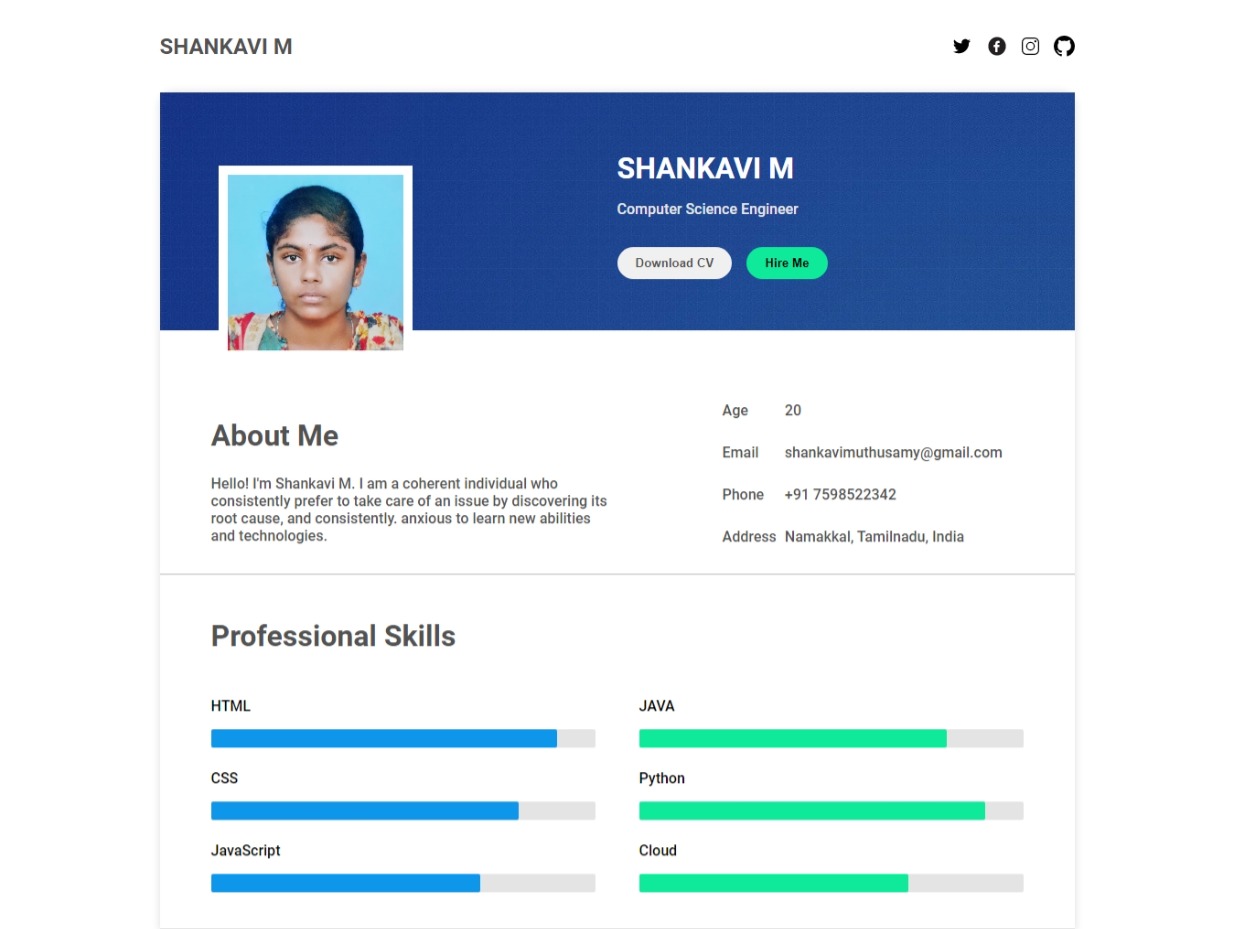 SHANKAVI M
SHANKAVI M
Computer Science Engineer
Download CV
Hire Me
About Me
Hello! I'm Shankavi M. I am a coherent individual who
consistently prefer to take care of an issue by discovering its
root cause, and consistently. anxious to learn new abilities
and technologies.
Age 20
Email shankavimuthusamy@gmail.com
Phone +91 7598522342
Address Namakkal, Tamilnadu, India
Professional Skills
HTML
CSS
JavaScript
JAVA
Python
Cloud